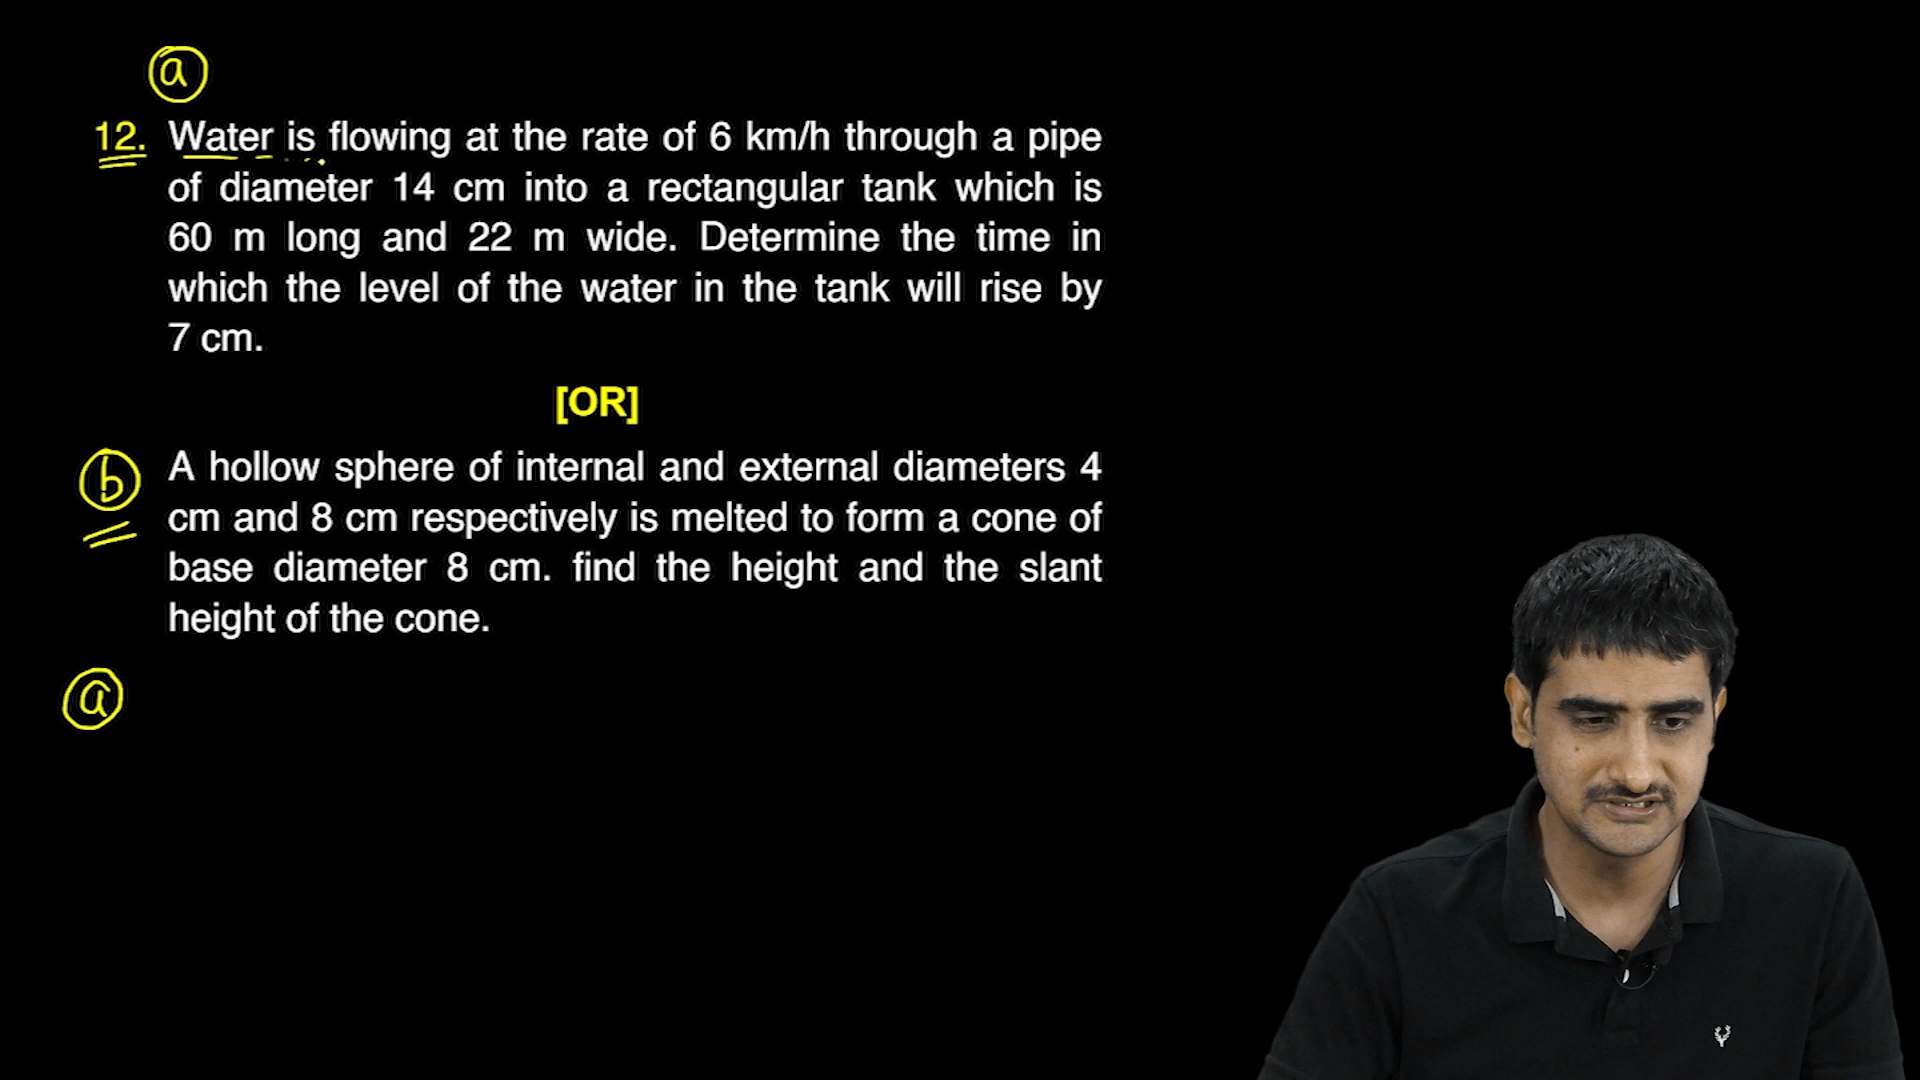 a
12. Water is flowing at the rate of 6 km/h through a pipe
of diameter 14 cm into a rectangular tank which is
60 m long and 22 m wide. Determine the time in
which the level of the water in the tank will rise by
7 cm.
[OR]
b A hollow sphere of internal and external diameters 4
cm and 8 cm respectively is melted to form a cone of
base diameter 8 cm. find the height and the slant
height of the cone.
a